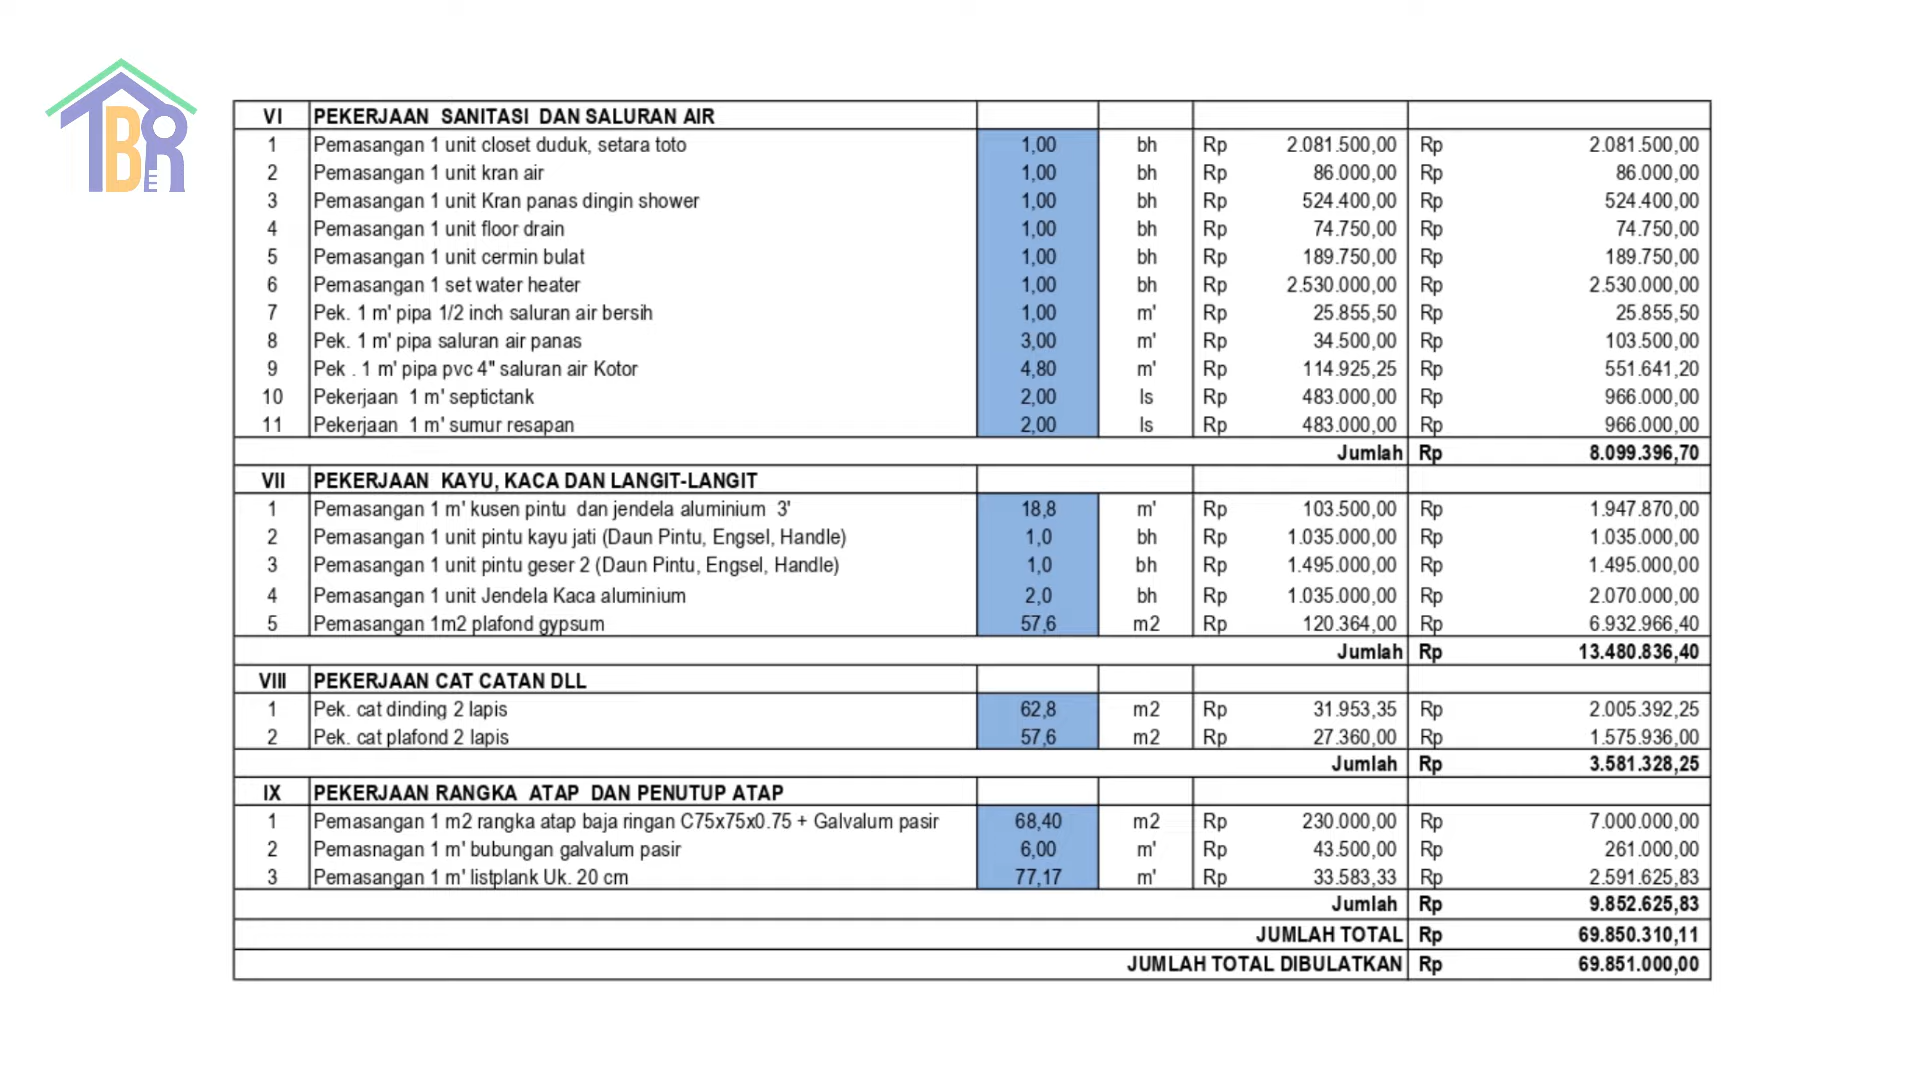 TBR
VI PEKERJAAN SANITASI DAN SALURAN AIR
1 Pemasangan 1 unit closet duduk, setara toto 1,00 bh Rp 2.081.500,00 Rp 2.081.500,00
2 Pemasangan 1 unit kran air 1,00 bh Rp 86.000,00 Rp 86.000,00
3 Pemasangan 1 unit Kran panas dingin shower 1,00 bh Rp 524.400,00 Rp 524.400,00
4 Pemasangan 1 unit floor drain 1,00 bh Rp 74.750,00 Rp 74.750,00
5 Pemasangan 1 unit cermin bulat 1,00 bh Rp 189.750,00 Rp 189.750,00
6 Pemasangan 1 set water heater 1,00 bh Rp 2.530.000,00 Rp 2.530.000,00
7 Pek. 1 m' pipa 1/2 inch saluran air bersih 1,00 m' Rp 25.855,50 Rp 25.855,50
8 Pek. 1 m' pipa saluran air panas 3,00 m' Rp 34.500,00 Rp 103.500,00
9 Pek . 1 m' pipa pvc 4" saluran air Kotor 4,80 m' Rp 114.925,25 Rp 551.641,20
10 Pekerjaan 1 m' septictank 2,00 ls Rp 483.000,00 Rp 966.000,00
11 Pekerjaan 1 m' sumur resapan 2,00 ls Rp 483.000,00 Rp 966.000,00
Jumlah Rp 8.099.396,70
VII PEKERJAAN KAYU, KACA DAN LANGIT-LANGIT
1 Pemasangan 1 m' kusen pintu dan jendela aluminium 3' 18,8 m' Rp 103.500,00 Rp 1.947.870,00
2 Pemasangan 1 unit pintu kayu jati (Daun Pintu, Engsel, Handle) 1,0 bh Rp 1.035.000,00 Rp 1.035.000,00
3 Pemasangan 1 unit pintu geser 2 (Daun Pintu, Engsel, Handle) 1,0 bh Rp 1.495.000,00 Rp 1.495.000,00
4 Pemasangan 1 unit Jendela Kaca aluminium 2,0 bh Rp 1.035.000,00 Rp 2.070.000,00
5 Pemasangan 1m2 plafond gypsum 57,6 m2 Rp 120.364,00 Rp 6.932.966,40
Jumlah Rp 13.480.836,40
VIII PEKERJAAN CAT CATAN DLL
1 Pek. cat dinding 2 lapis 62,8 m2 Rp 31.953,35 Rp 2.005.392,25
2 Pek. cat plafond 2 lapis 57,6 m2 Rp 27.360,00 Rp 1.575.936,00
Jumlah Rp 3.581.328,25
IX PEKERJAAN RANGKA ATAP DAN PENUTUP ATAP
1 Pemasangan 1 m2 rangka atap baja ringan C75x75x0.75 + Galvalum pasir 68,40 m2 Rp 230.000,00 Rp 7.000.000,00
2 Pemasnagan 1 m' bubungan galvalum pasir 6,00 m' Rp 43.500,00 Rp 261.000,00
3 Pemasangan 1 m' listplank Uk. 20 cm 77,17 m' Rp 33.583,33 Rp 2.591.625,83
Jumlah Rp 9.852.625,83
JUMLAH TOTAL Rp 69.850.310,11
JUMLAH TOTAL DIBULATKAN Rp 69.851.000,00